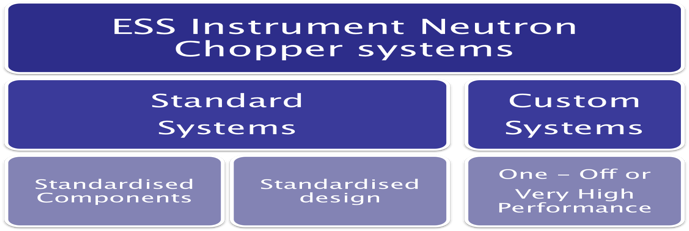 ESS Instrument Neutron
Chopper systems
Standard
Systems
Custom
Systems
Standardised
Components
Standardised
design
One – Off or
Very High
Performance